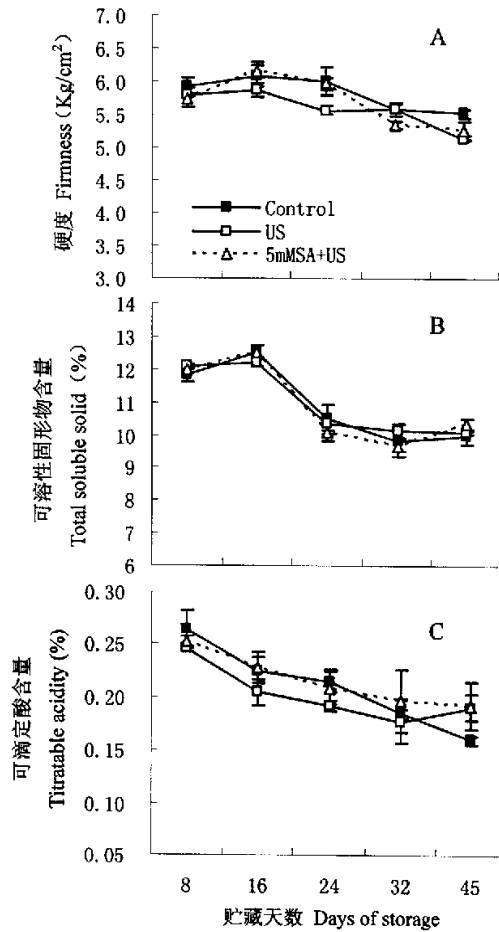 7.0
6.5
6.0
5.5
5.0
4.5
4.0
3.5
3.0
硬度 Firmness (Kg/cm²)
A
Control
US
5mMSA+US
14
13
12
11
10
9
8
7
6
可溶性固形物含量
Total soluble solid (%)
B
0.30
0.25
0.20
0.15
0.10
0.05
可滴定酸含量
Titratable acidity (%)
C
8 16 24 32 45
贮藏天数 Days of storage